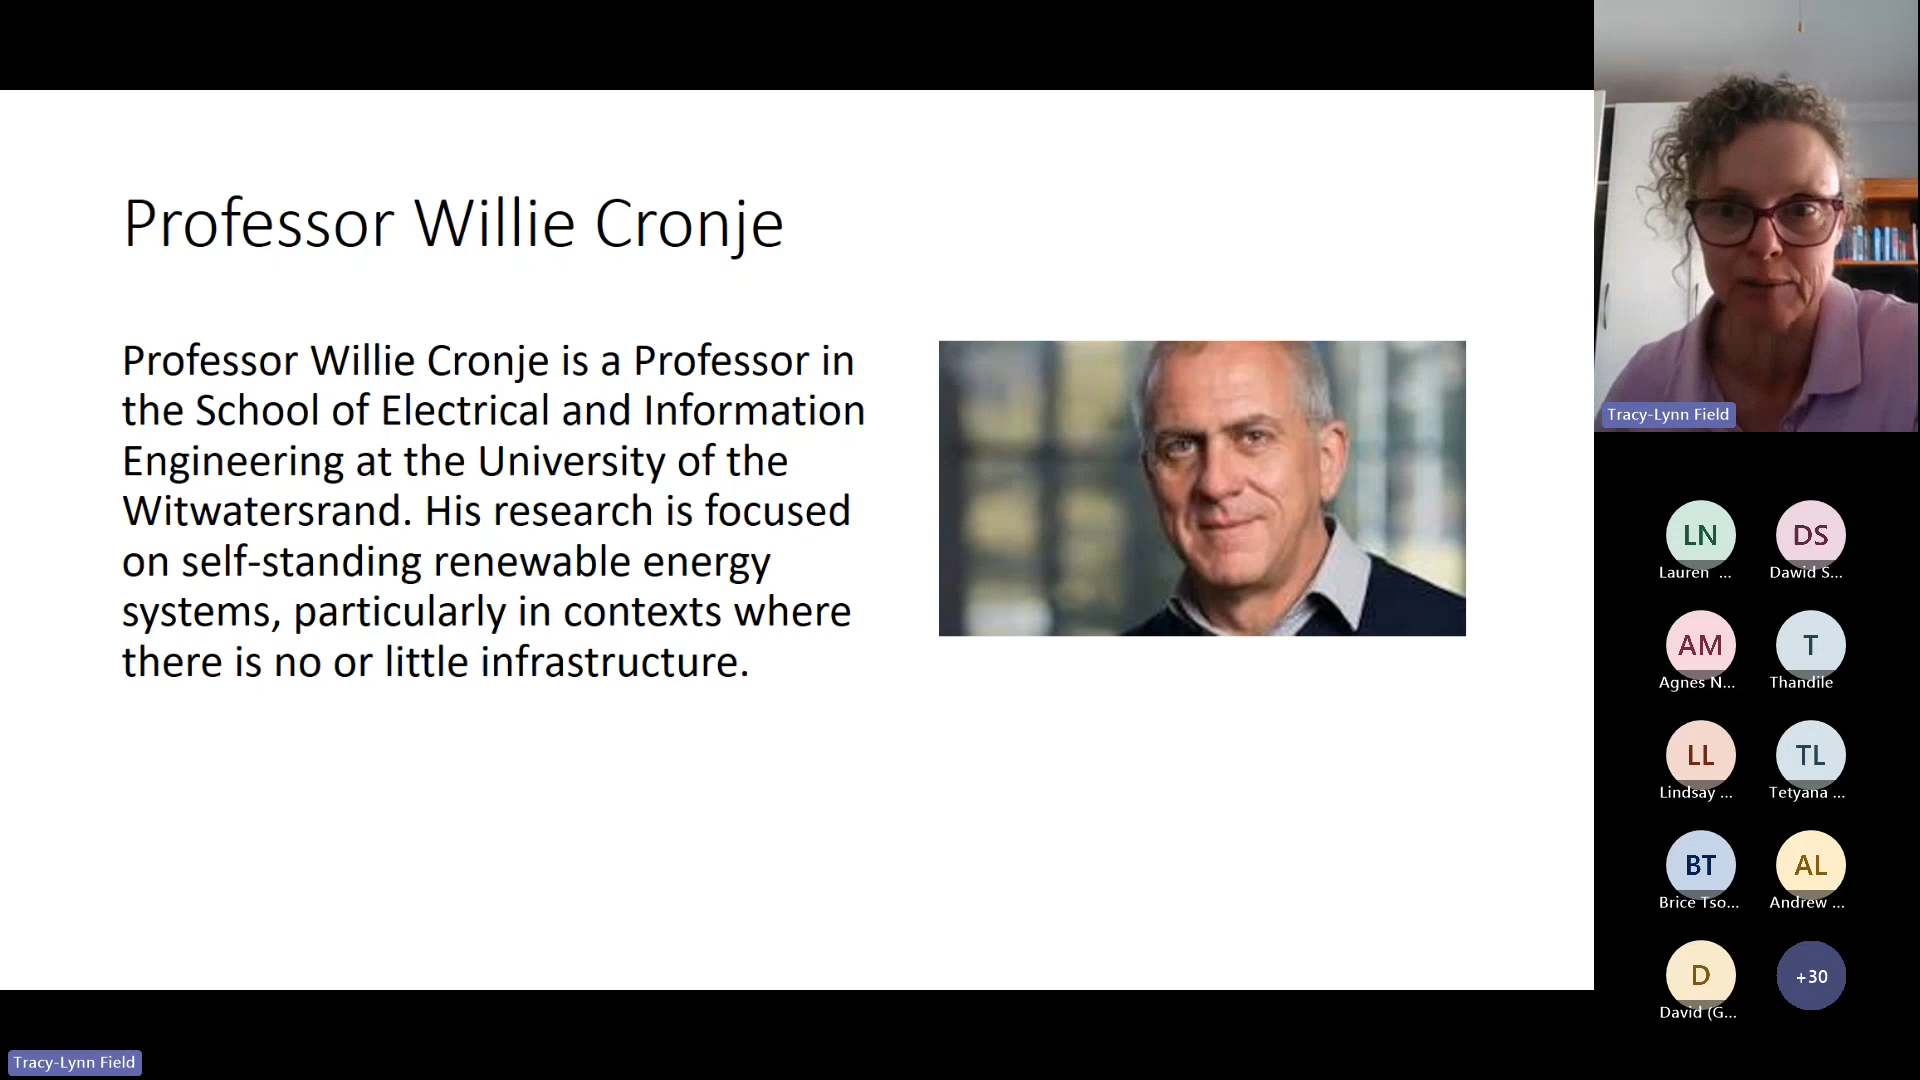 Professor Willie Cronje
Professor Willie Cronje is a Professor in
the School of Electrical and Information
Engineering at the University of the
Witwatersrand. His research is focused
on self-standing renewable energy
systems, particularly in contexts where
there is no or little infrastructure.
Tracy-Lynn Field
LN
DS
Lauren ...
Dawid S...
AM
T
Agnes N...
Thandile
LL
TL
Lindsay ...
Tetyana ...
BT
AL
Brice Tso...
Andrew ...
D
+30
David (G...
Tracy-Lynn Field